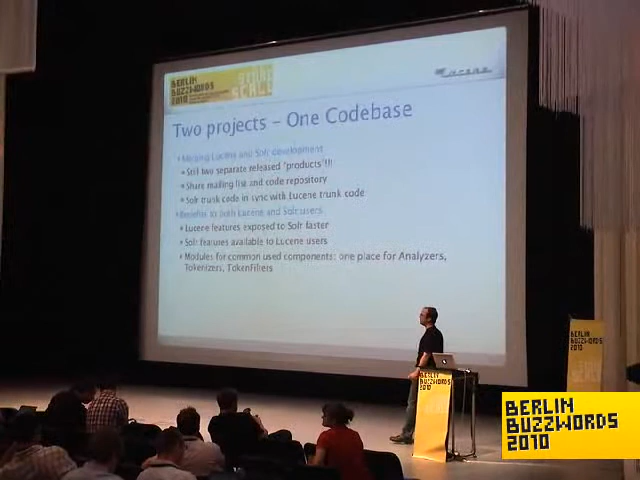 BERLIN
BUZZWORDS
2010
Lucene
Two projects – One Codebase
Merging Lucene and Solr development
Still two separate released "products"!!!
Share mailing list and code repository
Solr trunk code in sync with Lucene trunk code
Benefits to both Lucene and Solr users
Lucene features exposed to Solr faster
Solr features available to Lucene users
Modules for common used components: one place for Analyzers,
Tokenizers, TokenFilters
BERLIN
BUZZWORDS
2010
BERLIN
BUZZWORDS
2010
BERLIN
BUZZWORDS
2010